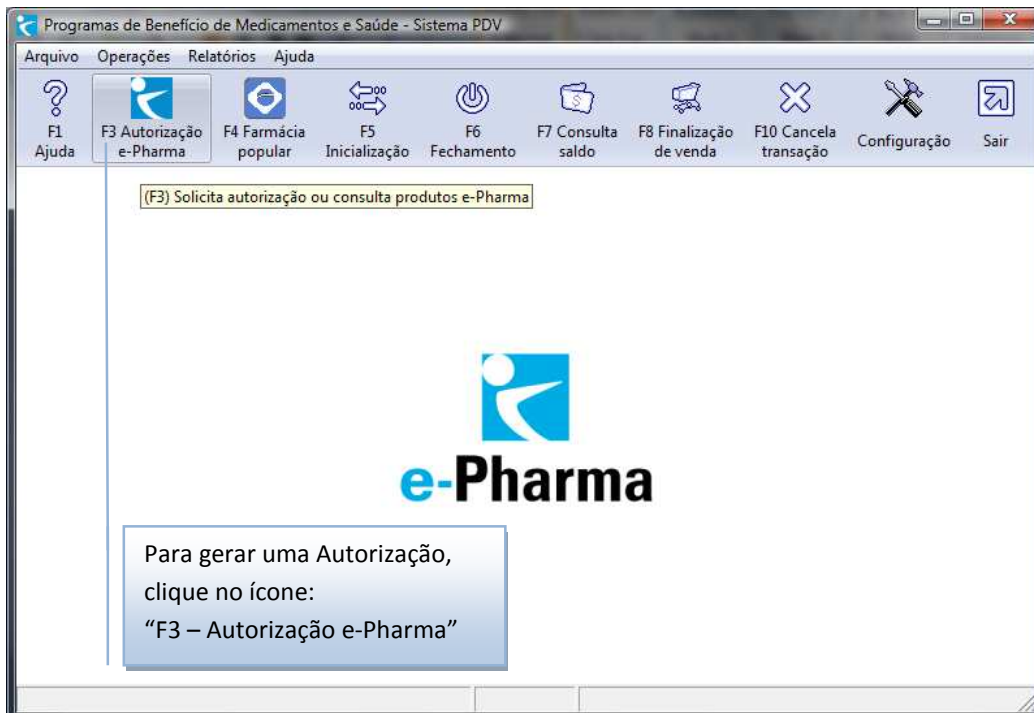 Programas de Benefício de Medicamentos e Saúde - Sistema PDV
Arquivo Operações Relatórios Ajuda
F1 Ajuda
F3 Autorização e-Pharma
F4 Farmácia popular
F5 Inicialização
F6 Fechamento
F7 Consulta saldo
F8 Finalização de venda
F10 Cancela transação
Configuração
Sair
(F3) Solicita autorização ou consulta produtos e-Pharma
e-Pharma
Para gerar uma Autorização,
clique no ícone:
“F3 – Autorização e-Pharma”